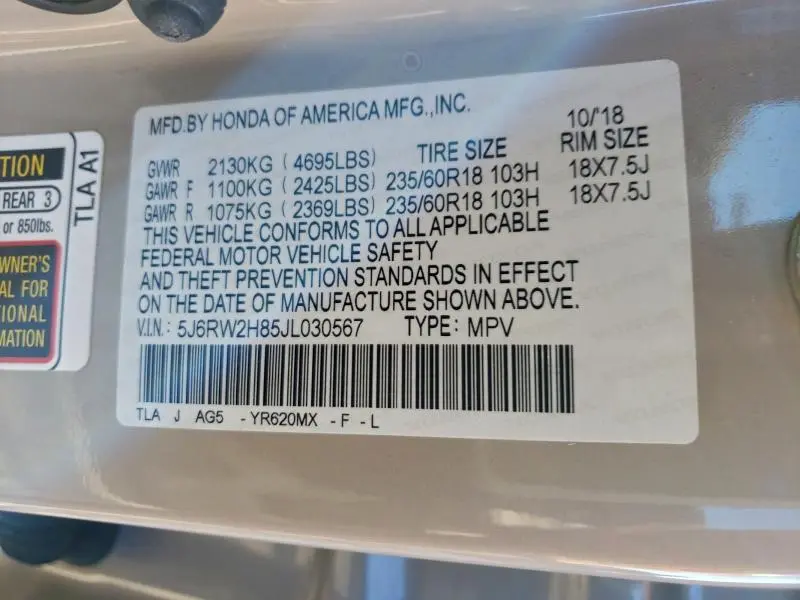 MFD.BY HONDA OF AMERICA MFG.,INC. 10/'18
TIRE SIZE RIM SIZE
GVWR 2130KG (4695LBS)
GAWR F 1100KG (2425LBS) 235/60R18 103H 18X7.5J
GAWR R 1075KG (2369LBS) 235/60R18 103H 18X7.5J
THIS VEHICLE CONFORMS TO ALL APPLICABLE
FEDERAL MOTOR VEHICLE SAFETY
AND THEFT PREVENTION STANDARDS IN EFFECT
ON THE DATE OF MANUFACTURE SHOWN ABOVE.
V.I.N.: 5J6RW2H85JL030567 TYPE: MPV
TLA J AG5 -YR620MX -F -L
TION
REAR 3
or 850lbs.
WNER'S
AL FOR
TIONAL
MATION
TLA A1